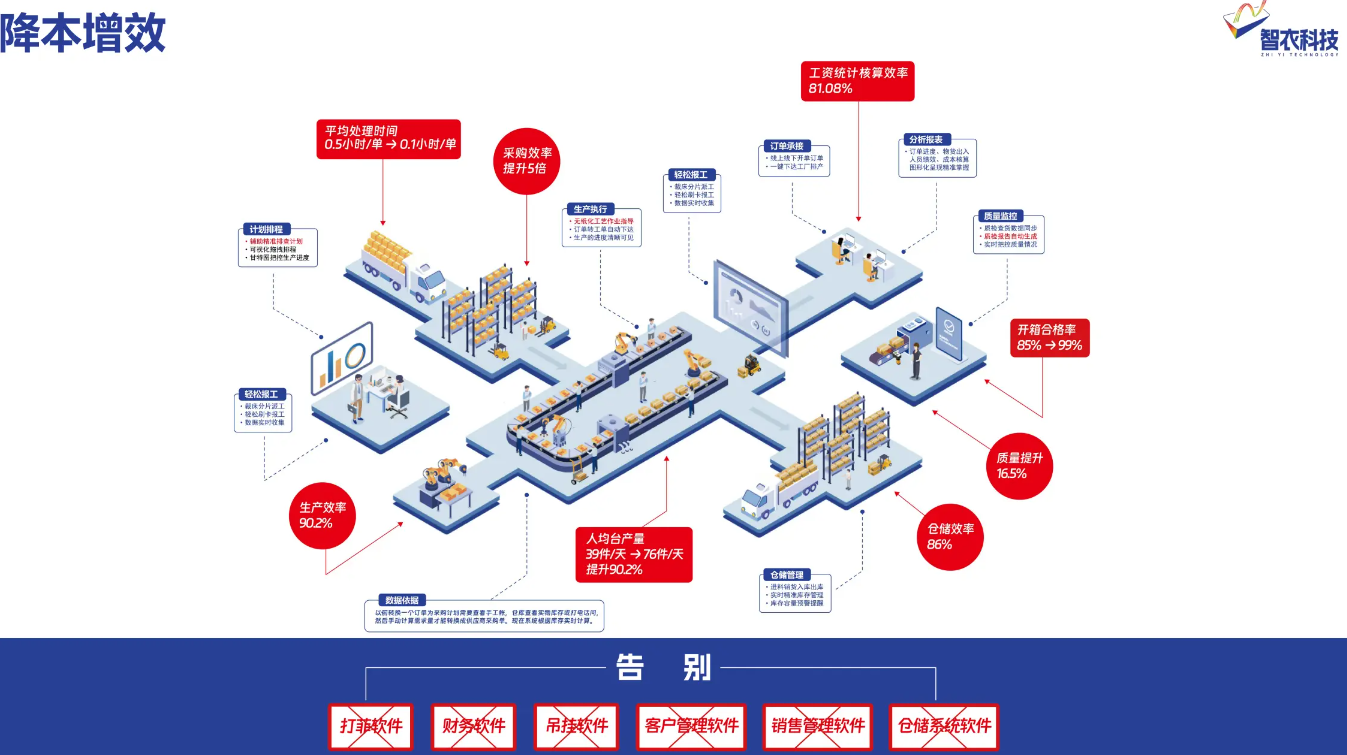 降本增效
智衣科技
ZHI YI TECHNOLOGY
工资统计核算效率
81.08%
平均处理时间
0.5小时/单 → 0.1小时/单
采购效率
提升5倍
订单承接
• 线上线下开单订单
• 一键下达工厂排产
分析报表
• 订单进度、物货出入
人员绩效、成本核算
图形化呈现精准掌握
轻松报工
• 裁床分片派工
• 轻松刷卡报工
• 数据实时收集
生产执行
• 无纸化工艺作业指导
• 订单转工单自动下达
• 生产的进度清晰可见
质量监控
• 质检查货数据同步
• 质检报告自动生成
• 实时把控质量情况
计划排程
• 辅助精准排查计划
• 可视化拖拽排程
• 甘特图把控生产进度
开箱合格率
85% → 99%
轻松报工
• 裁床分片派工
• 轻松刷卡报工
• 数据实时收集
质量提升
16.5%
生产效率
90.2%
仓储效率
86%
人均台产量
39件/天 → 76件/天
提升90.2%
仓储管理
• 进料销货入库出库
• 实时精准库存管理
• 库存容量预警提醒
数据依据
以前转换一个订单为采购计划需要查看手工帐，仓库查看实物库存或打电话问，
然后手动计算需求量才能转换成供应商采购单。现在系统根据库存实时计算。
告 别
打菲软件
财务软件
吊挂软件
客户管理软件
销售管理软件
仓储系统软件